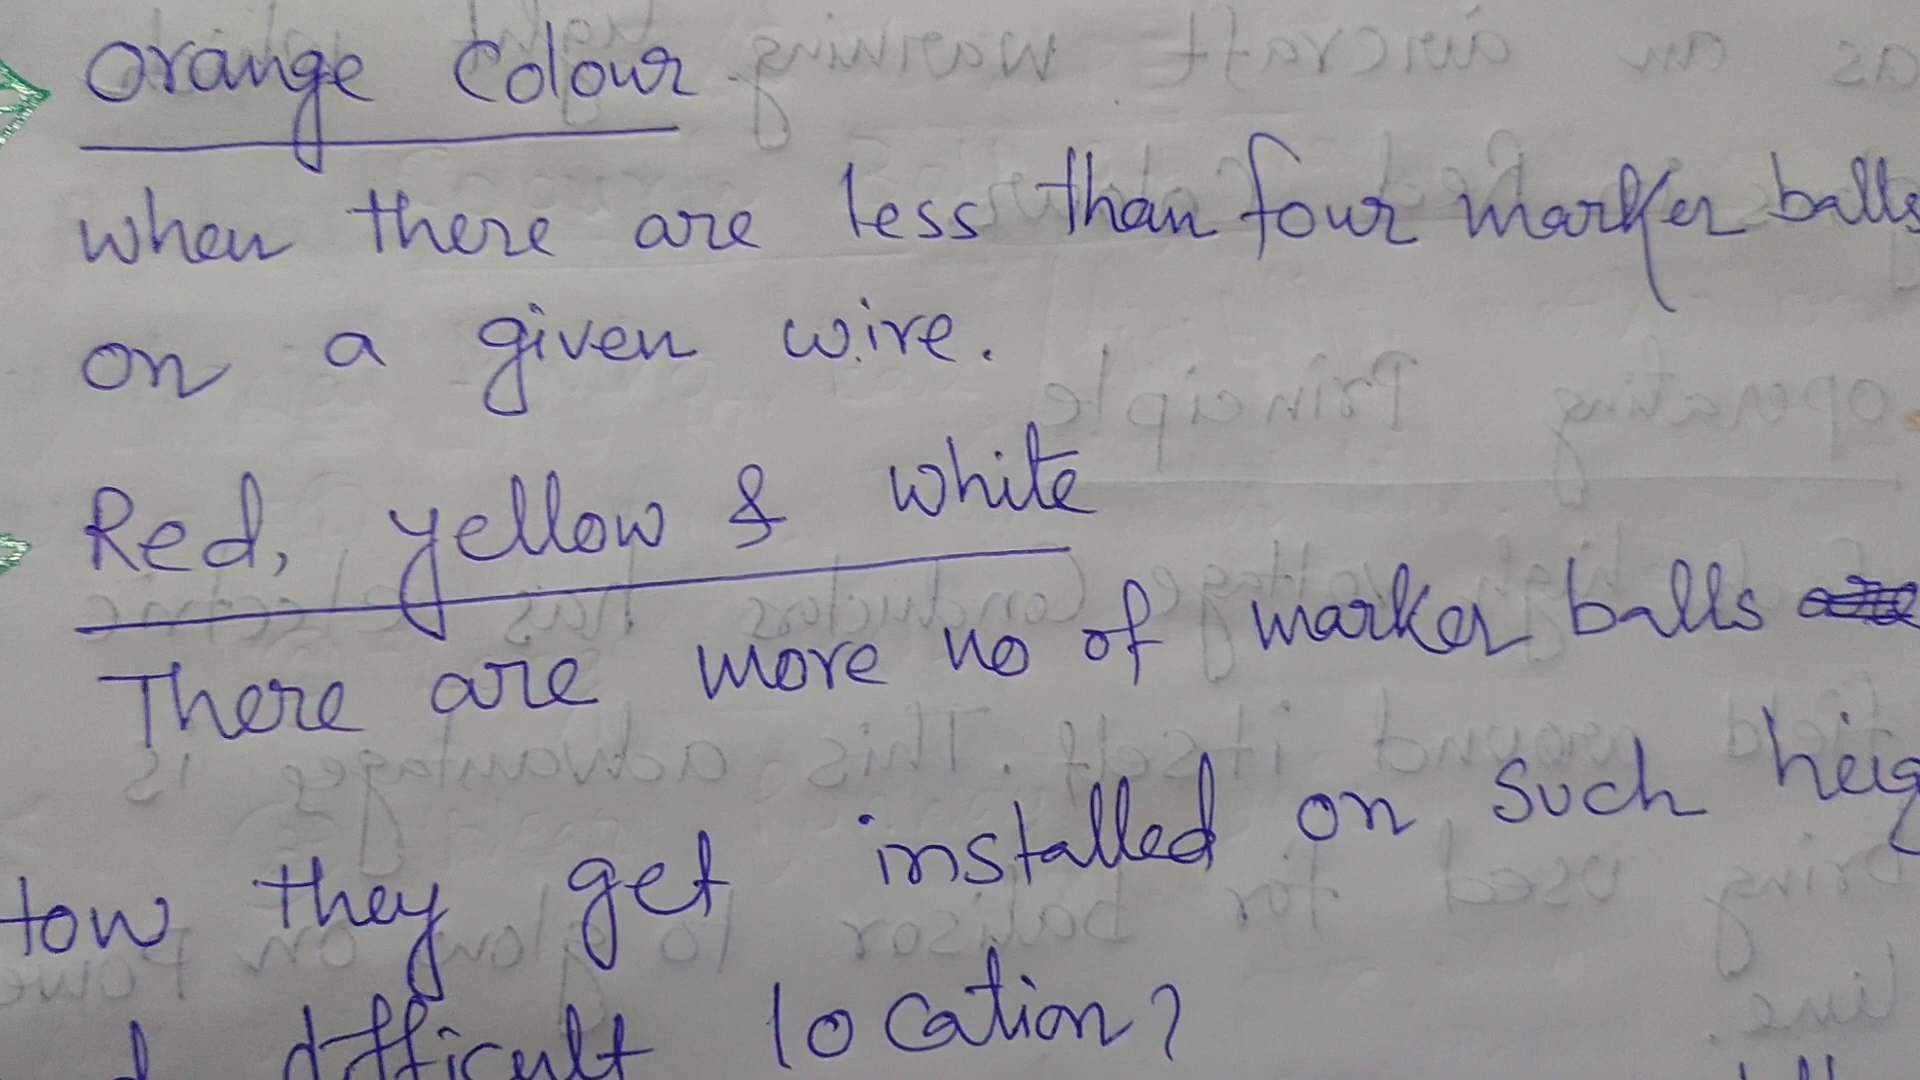 Orange Colour
when there are less than four marker balls
on a given wire.
Red, yellow & white
There are more no of marker balls
they get installed on such
difficult location?